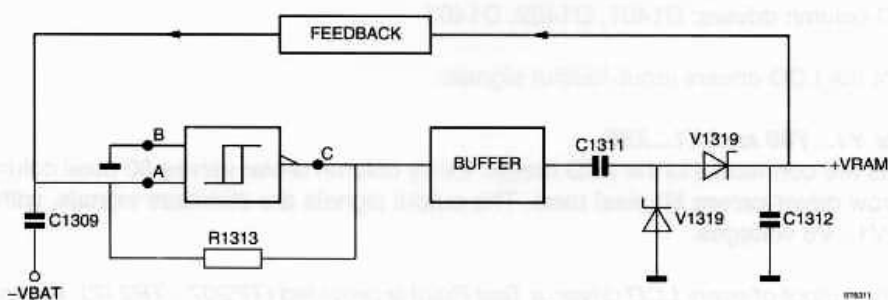 FEEDBACK
B
C
BUFFER
C1311
V1319
+VRAM
A
C1309
R1313
V1319
C1312
−VBAT